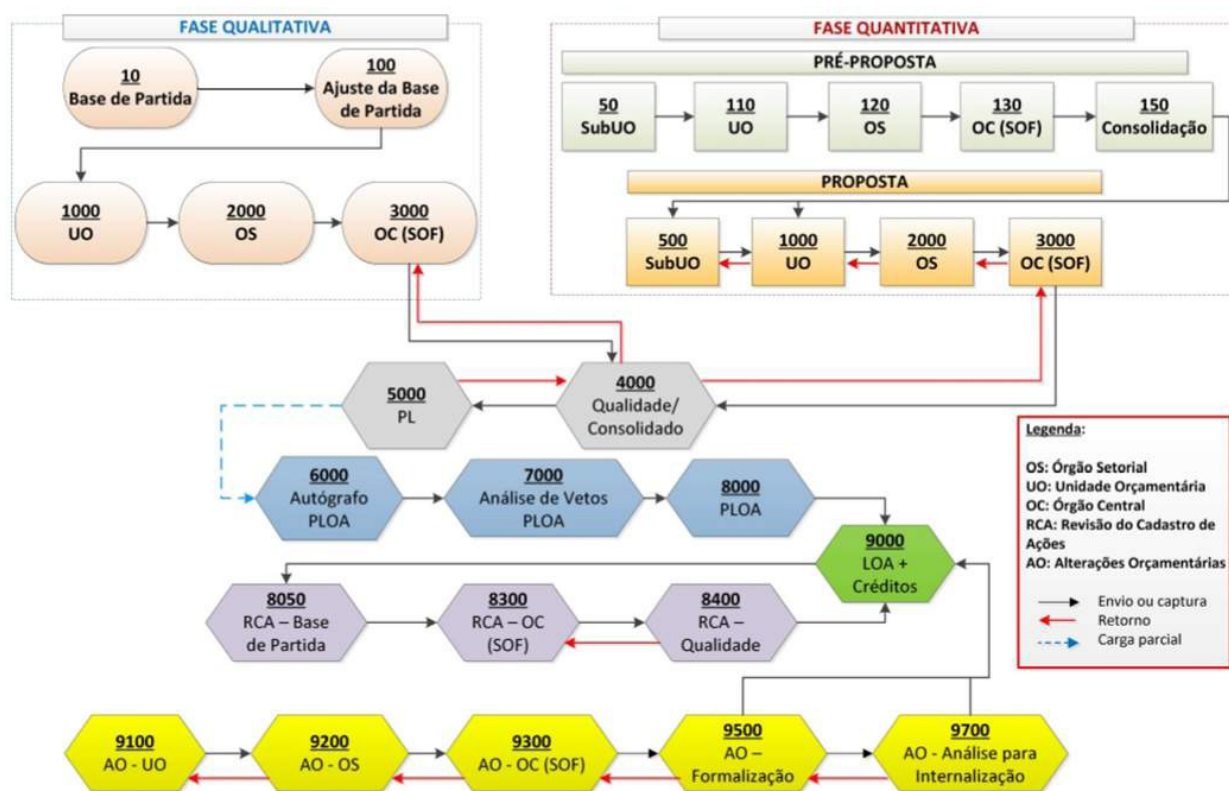 FASE QUALITATIVA
10
Base de Partida
100
Ajuste da Base
de Partida
1000
UO
2000
OS
3000
OC (SOF)
FASE QUANTITATIVA
PRÉ-PROPOSTA
50
SubUO
110
UO
120
OS
130
OC (SOF)
150
Consolidação
PROPOSTA
500
SubUO
1000
UO
2000
OS
3000
OC (SOF)
5000
PL
4000
Qualidade/
Consolidado
6000
Autógrafo
PLOA
7000
Análise de Vetos
PLOA
8000
PLOA
9000
LOA +
Créditos
8050
RCA – Base
de Partida
8300
RCA – OC
(SOF)
8400
RCA –
Qualidade
9100
AO - UO
9200
AO - OS
9300
AO - OC (SOF)
9500
AO –
Formalização
9700
AO - Análise para
Internalização
Legenda:
OS: Órgão Setorial
UO: Unidade Orçamentária
OC: Órgão Central
RCA: Revisão do Cadastro de
Ações
AO: Alterações Orçamentárias
Envio ou captura
Retorno
Carga parcial